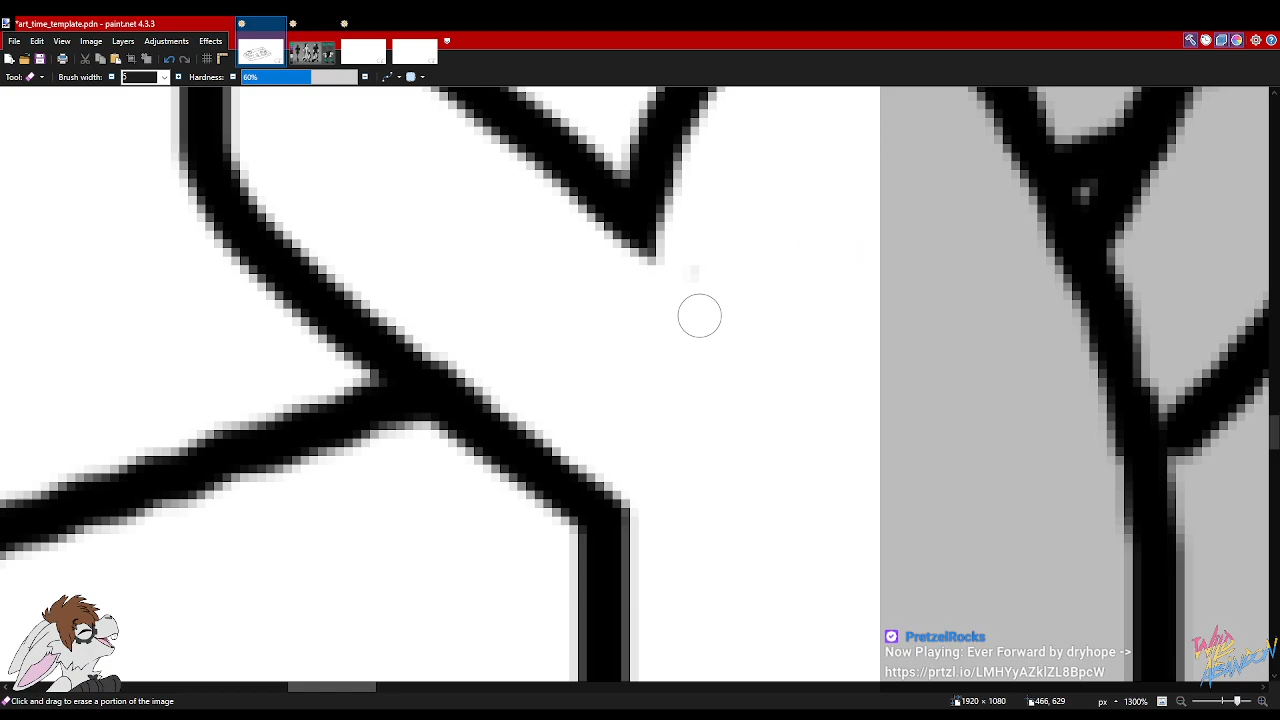 *art_time_template.pdn - paint.net 4.3.3
File Edit View Image Layers Adjustments Effects
Tool: Brush width: 5 Hardness: 60%
PretzelRocks
Now Playing: Ever Forward by dryhope ->
https://prtzl.io/LMHYyAZklZL8BpcW
Click and drag to erase a portion of the image
1920 × 1080
466, 629
px
1300%